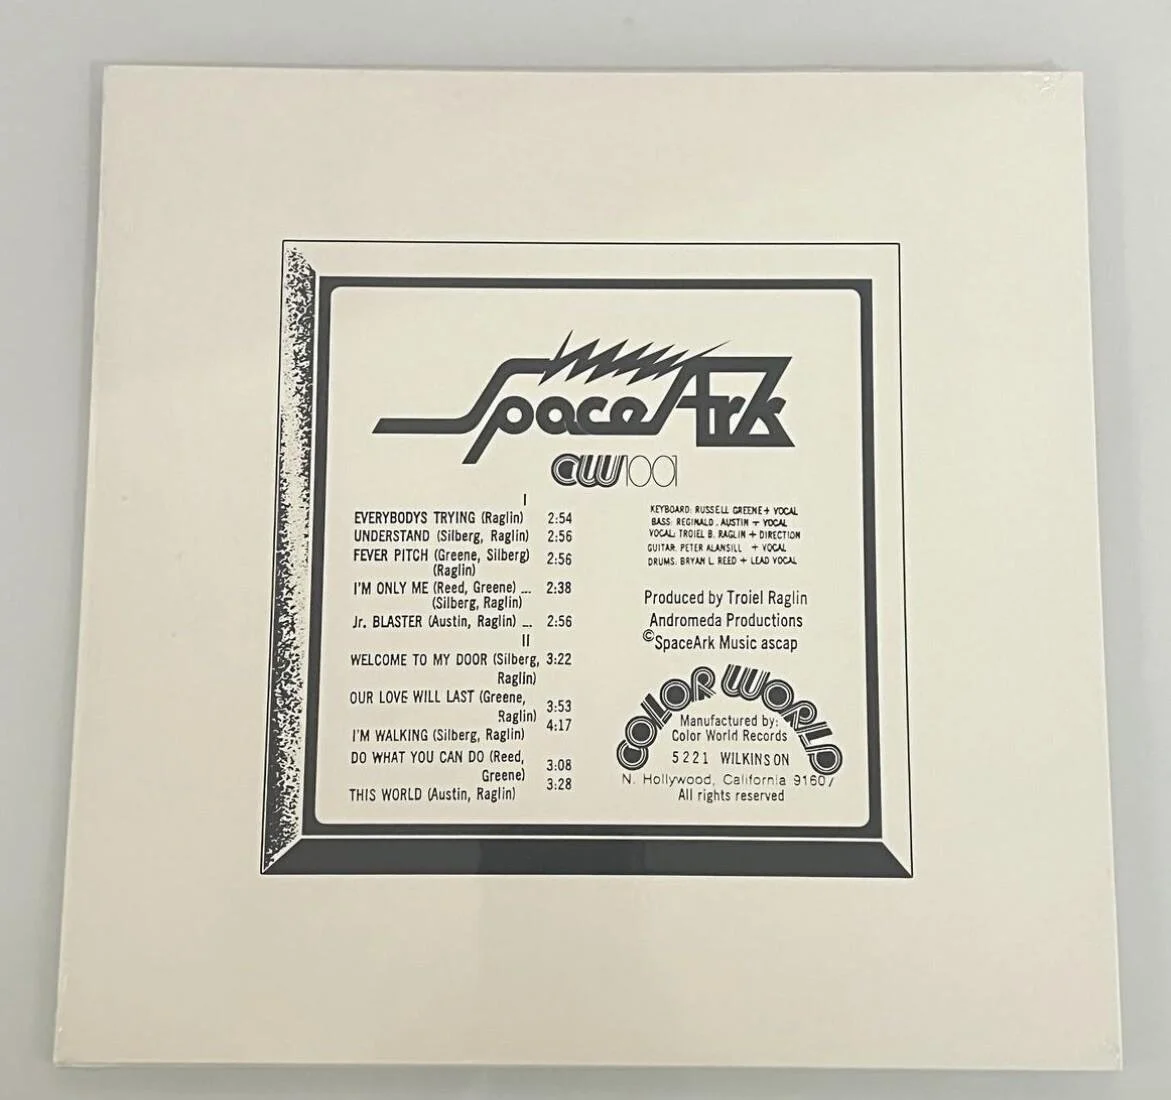 SpaceArk
CW1001
I
EVERYBODYS TRYING (Raglin) 2:54
UNDERSTAND (Silberg, Raglin) 2:56
FEVER PITCH (Greene, Silberg) 2:56
(Raglin)
I'M ONLY ME (Reed, Greene) ... 2:38
(Silberg, Raglin)
Jr. BLASTER (Austin, Raglin) ... 2:56
II
WELCOME TO MY DOOR (Silberg, 3:22
Raglin)
OUR LOVE WILL LAST (Greene,
Raglin) 3:53
I'M WALKING (Silberg, Raglin) 4:17
DO WHAT YOU CAN DO (Reed,
Greene) 3:08
THIS WORLD (Austin, Raglin) 3:28
KEYBOARD: RUSSELL GREENE + VOCAL
BASS: REGINALD. AUSTIN + VOCAL
VOCAL: TROIEL B. RAGLIN + DIRECTION
GUITAR: PETER ALANSILL + VOCAL
DRUMS: BRYAN L. REED + LEAD VOCAL
Produced by Troiel Raglin
Andromeda Productions
©SpaceArk Music ascap
COLOR WORLD
Manufactured by:
Color World Records
5221 WILKINSON
N. Hollywood, California 91607
All rights reserved